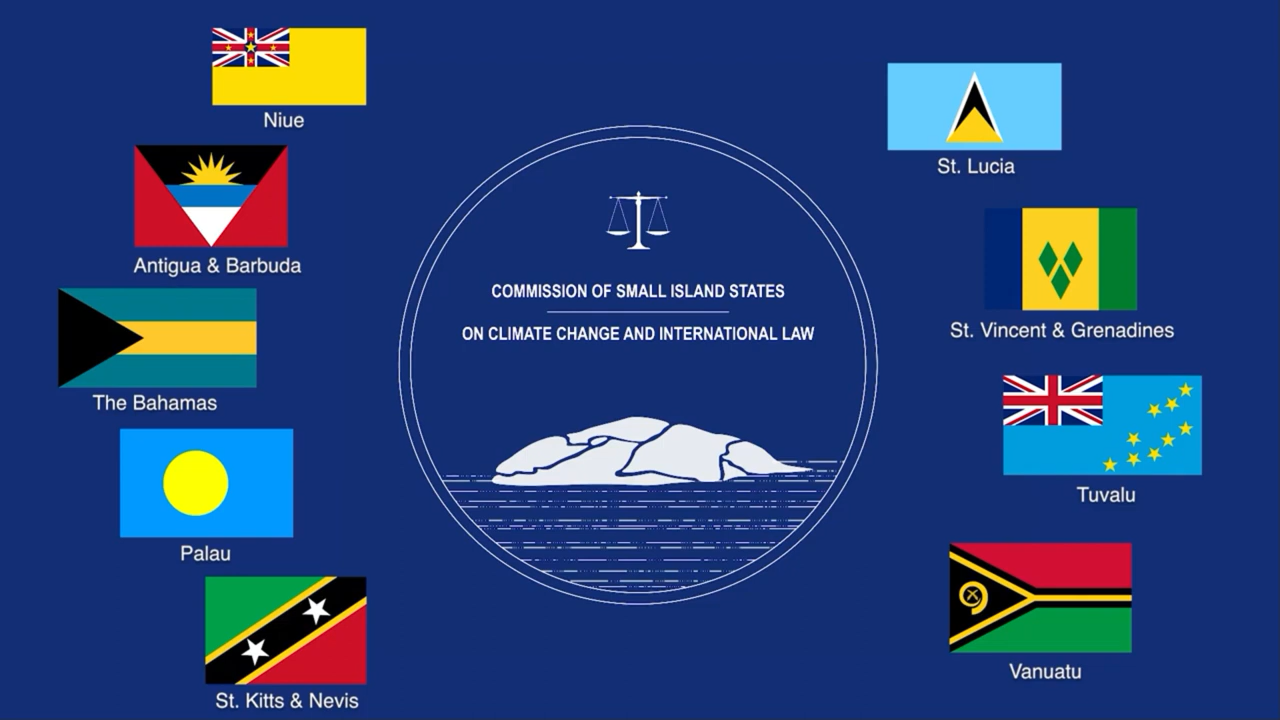 Niue
Antigua & Barbuda
The Bahamas
Palau
St. Kitts & Nevis
COMMISSION OF SMALL ISLAND STATES
ON CLIMATE CHANGE AND INTERNATIONAL LAW
St. Lucia
St. Vincent & Grenadines
Tuvalu
Vanuatu